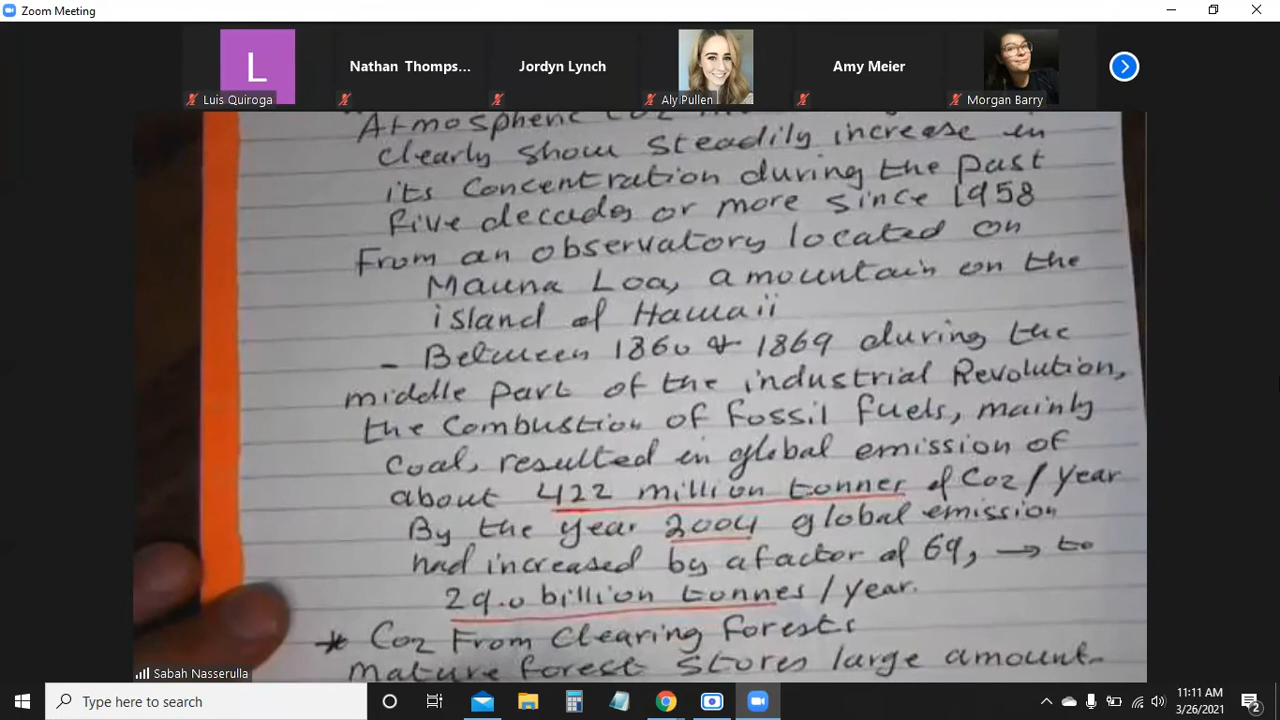 Zoom Meeting
L
Nathan Thomps...
Jordyn Lynch
Amy Meier
Luis Quiroga
Aly Pullen
Morgan Barry
Atmospheric CO2
clearly show steadily increase in
its concentration during the past
five decades or more since 1958
From an observatory located on
Mauna Loa, a mountain on the
island of Hawaii
- Between 1860 & 1869 during the
middle part of the industrial Revolution,
the Combustion of Fossil fuels, mainly
Coal, resulted in global emission of
about 422 million tonner of CO2 / Year
By the year 2004 global emission
had increased by a factor of 69, → to
29.0 billion tonnes / year.
* CO2 From Clearing Forests
Mature forest stores large amount
Sabah Nasserulla
Type here to search
11:11 AM
3/26/2021
2